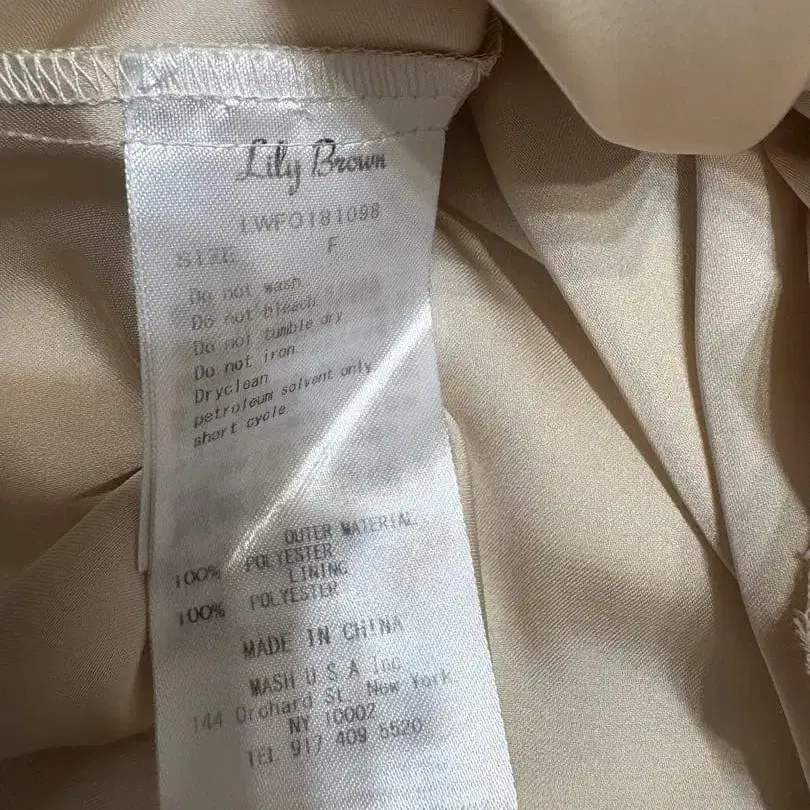 Lily Brown
LWFO181098
SIZE F
Do not wash
Do not bleach
Do not tumble dry
Do not iron
Dryclean
petroleum solvent only
short cycle
OUTER MATERIAL
100% POLYESTER
LINING
100% POLYESTER
MADE IN CHINA
MASH U S A Inc
144 Orchard St. New York.
NY 10002
TEL 917 409 5520